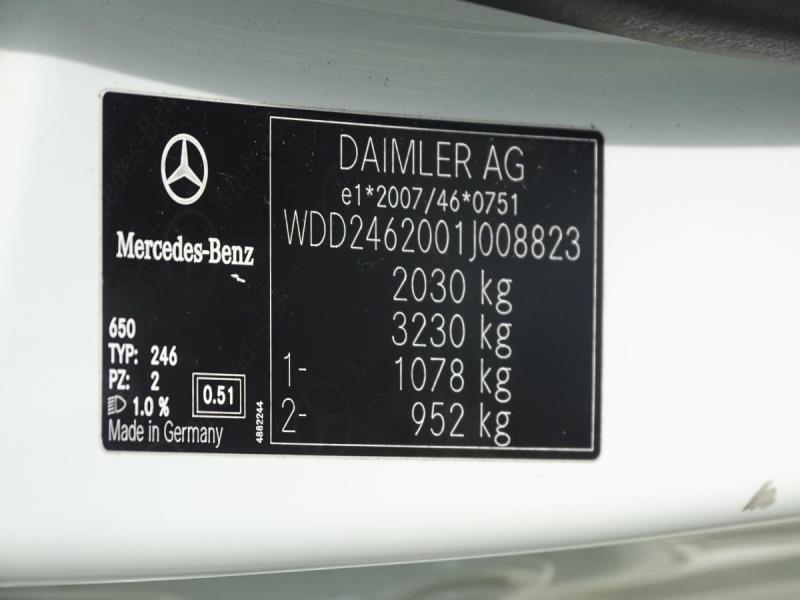 Mercedes-Benz
650
TYP: 246
PZ: 2
1.0 %
0.51
Made in Germany
4882244
DAIMLER AG
e1*2007/46*0751
WDD2462001J008823
2030 kg
3230 kg
1- 1078 kg
2- 952 kg